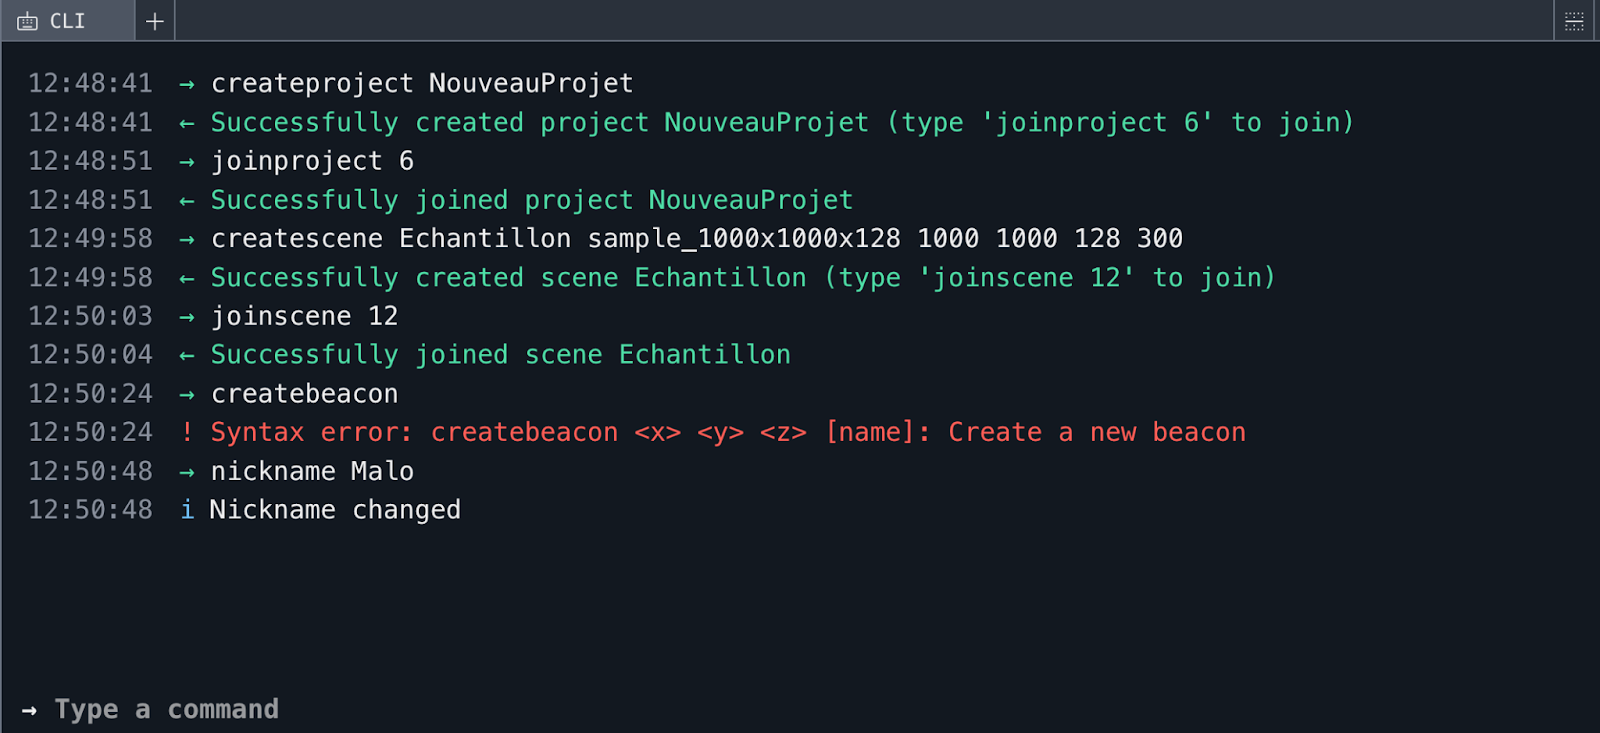 CLI +
12:48:41 → createproject NouveauProjet
12:48:41 ← Successfully created project NouveauProjet (type 'joinproject 6' to join)
12:48:51 → joinproject 6
12:48:51 ← Successfully joined project NouveauProjet
12:49:58 → createscene Echantillon sample_1000x1000x128 1000 1000 128 300
12:49:58 ← Successfully created scene Echantillon (type 'joinscene 12' to join)
12:50:03 → joinscene 12
12:50:04 ← Successfully joined scene Echantillon
12:50:24 → createbeacon
12:50:24 ! Syntax error: createbeacon <x> <y> <z> [name]: Create a new beacon
12:50:48 → nickname Malo
12:50:48 i Nickname changed
→ Type a command